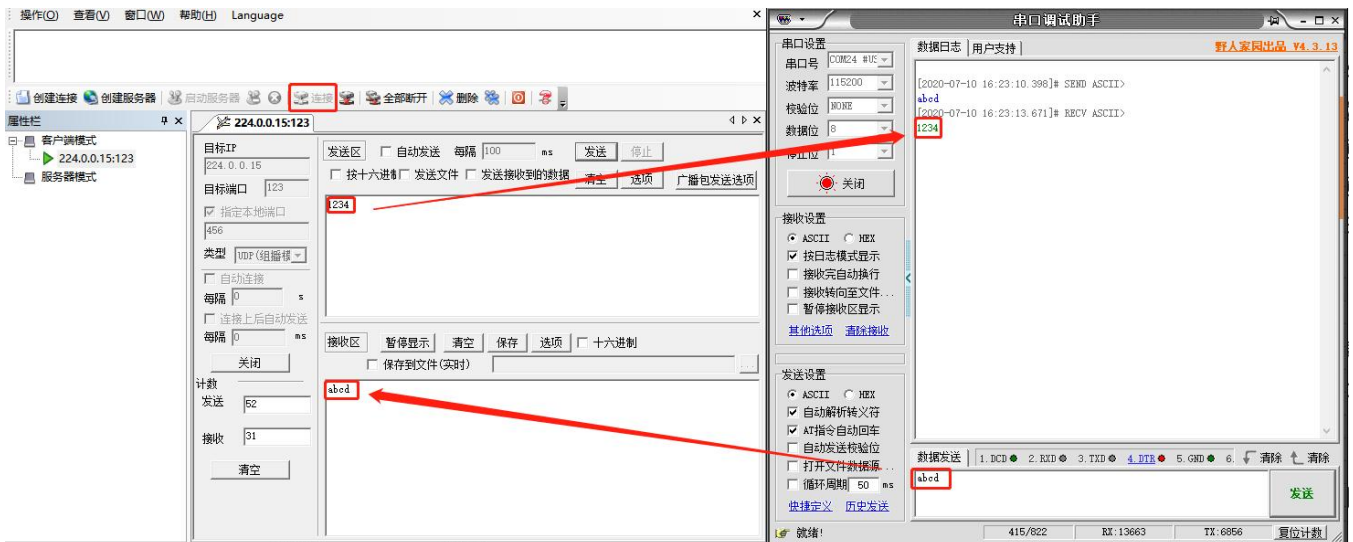 操作(O) 查看(V) 窗口(W) 帮助(H) Language
创建连接 创建服务器 启动服务器 连接 全部断开 删除
属性栏
客户端模式
224.0.0.15:123
服务器模式
224.0.0.15:123
目标IP
224.0.0.15
目标端口 123
指定本地端口
456
类型 UDP(组播模
自动连接
每隔 0 s
连接上后自动发送
每隔 0 ms
关闭
计数
发送 52
接收 31
清空
发送区 自动发送 每隔 100 ms 发送 停止
按十六进制 发送文件 发送接收到的数据 清空 选项 广播包发送选项
1234
接收区 暂停显示 清空 保存 选项 十六进制
保存到文件(实时) ...
abcd
串口调试助手
串口设置
串口号 COM24 #US
波特率 115200
校验位 NONE
数据位 8
停止位 1
关闭
接收设置
ASCII HEX
按日志模式显示
接收完自动换行
接收转向至文件...
暂停接收区显示
其他选项 清除接收
发送设置
ASCII HEX
自动解析转义符
AT指令自动回车
自动发送校验位
打开文件数据源...
循环周期 50 ms
快捷定义 历史发送
数据日志 用户支持 野人家园出品 V4.3.13
[2020-07-10 16:23:10.398]# SEND ASCII>
abcd
[2020-07-10 16:23:13.671]# RECV ASCII>
1234
数据发送 1.DCD 2.RXD 3.TXD 4.DTR 5.GND 6. 清除 清除
abcd
发送
就绪! 415/822 RX:13663 TX:6856 复位计数